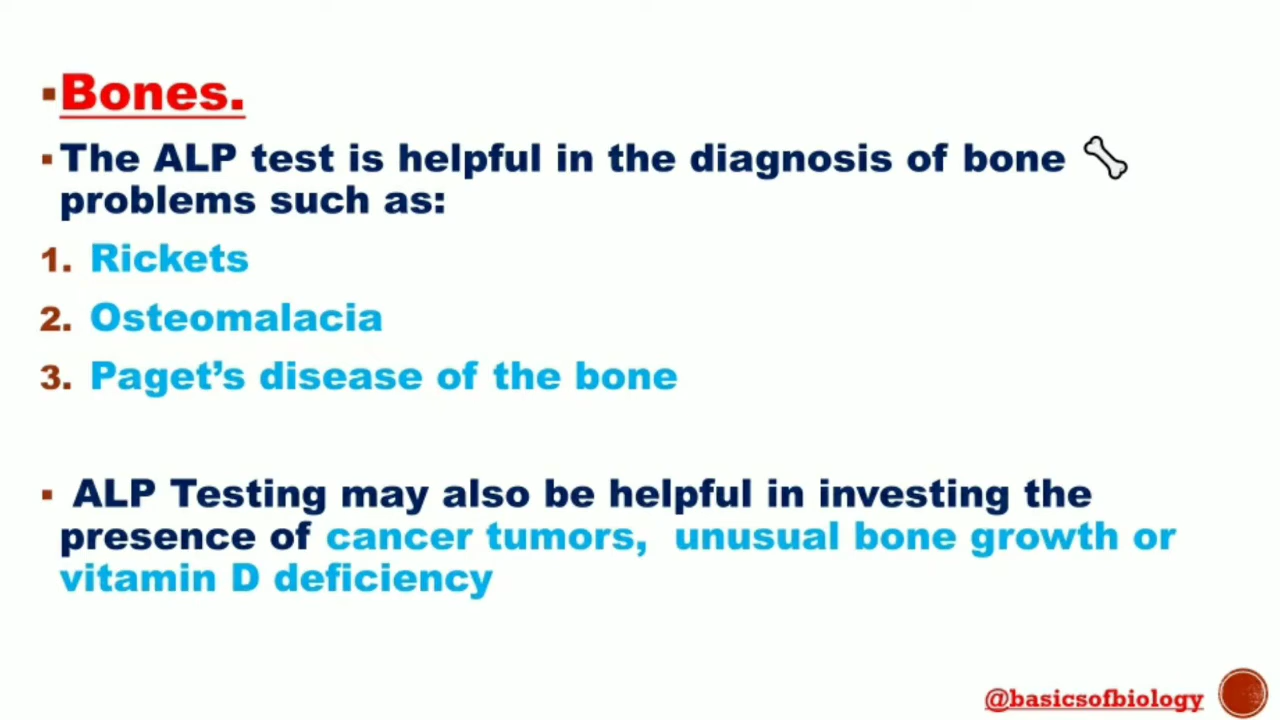 ▪Bones.
▪The ALP test is helpful in the diagnosis of bone
problems such as:
1. Rickets
2. Osteomalacia
3. Paget’s disease of the bone
▪ ALP Testing may also be helpful in investing the
presence of cancer tumors, unusual bone growth or
vitamin D deficiency
@basicsofbiology